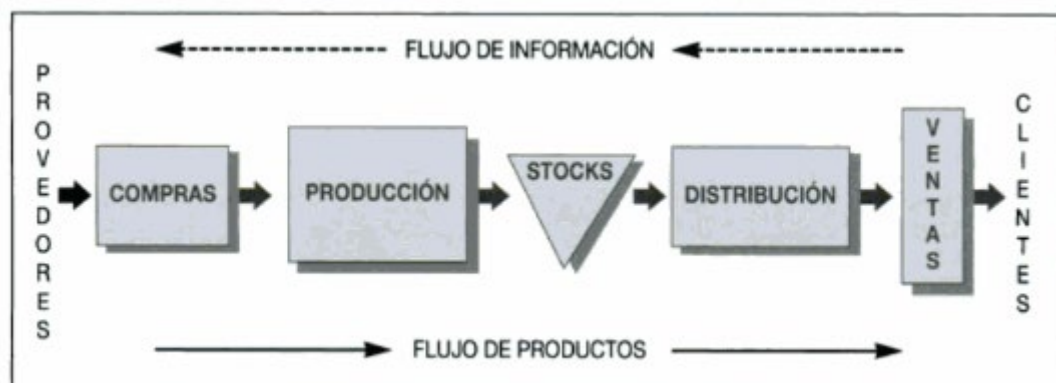 FLUJO DE INFORMACIÓN
PROVEDORES
COMPRAS
PRODUCCIÓN
STOCKS
DISTRIBUCIÓN
VENTAS
CLIENTES
FLUJO DE PRODUCTOS